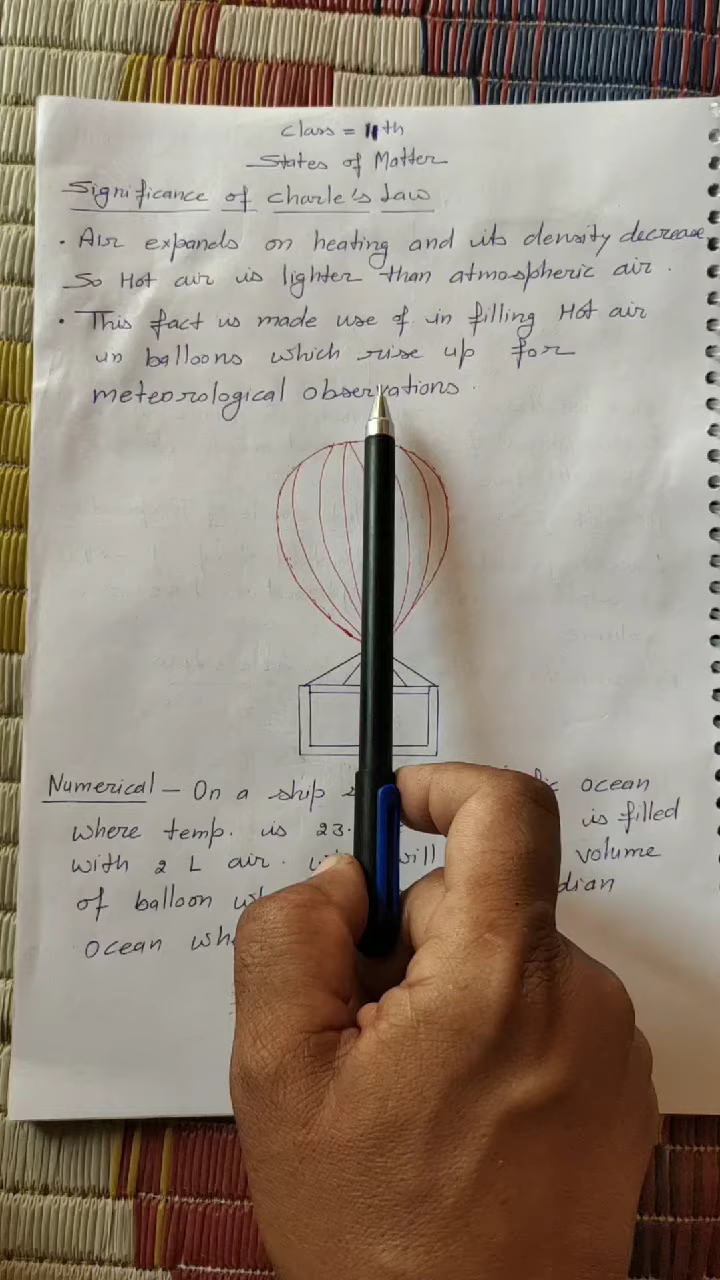 Class = 11th
States of Matter
Significance of Charle's Law
• Air expands on heating and its density decrease
So Hot air is lighter than atmospheric air.
• This fact is made use of in filling Hot air
in balloons which rise up for
meteorological observations.
Numerical - On a ship ocean
where temp. is 23. is filled
with 2 L air. will volume
of balloon
ocean